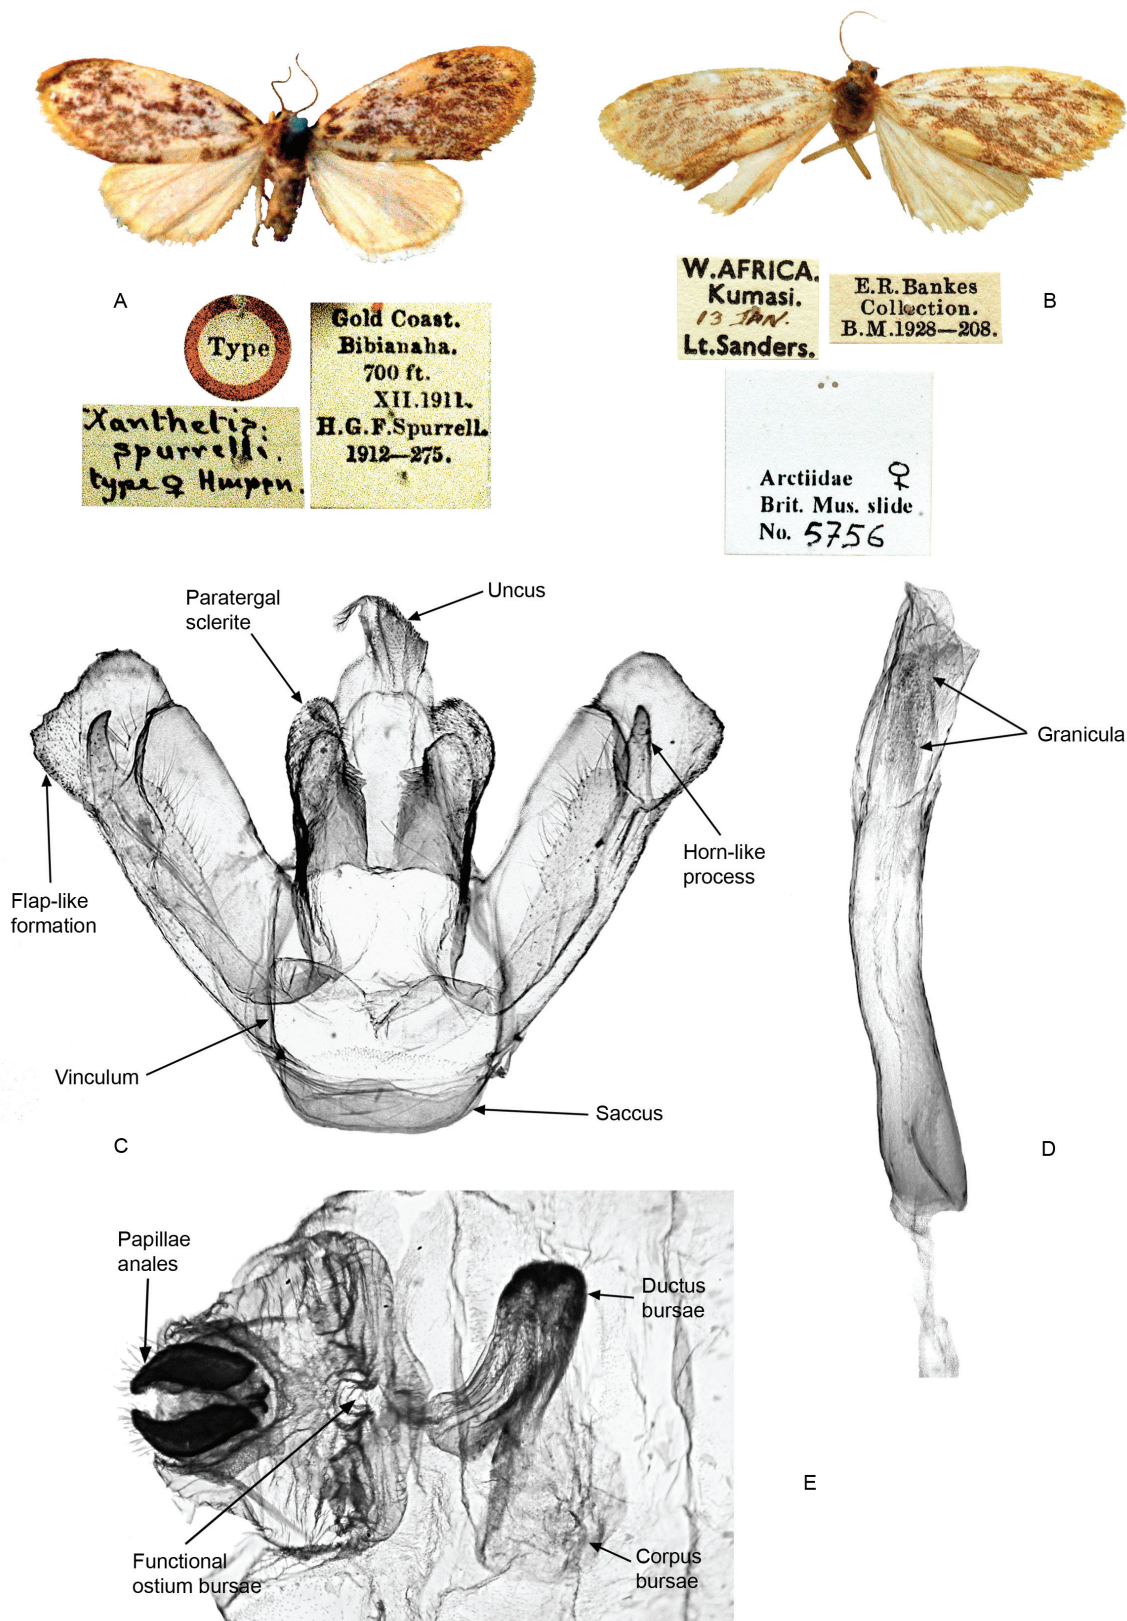 A
Type
Gold Coast.
Bibianaha.
700 ft.
XII.1911.
H.G.F.Spurrell.
1912—275.
Xanthetis
spurrelli.
type ♀ Hmpsn.
W.AFRICA.
Kumasi.
13 JAN.
Lt.Sanders.
E.R.Bankes
Collection.
B.M.1928—208.
B
Arctiidae ♀
Brit. Mus. slide
No. 5756
Paratergal
sclerite
Uncus
Granicula
Horn-like
process
Flap-like
formation
Vinculum
Saccus
C
D
Papillae
anales
Ductus
bursae
E
Functional
ostium bursae
Corpus
bursae